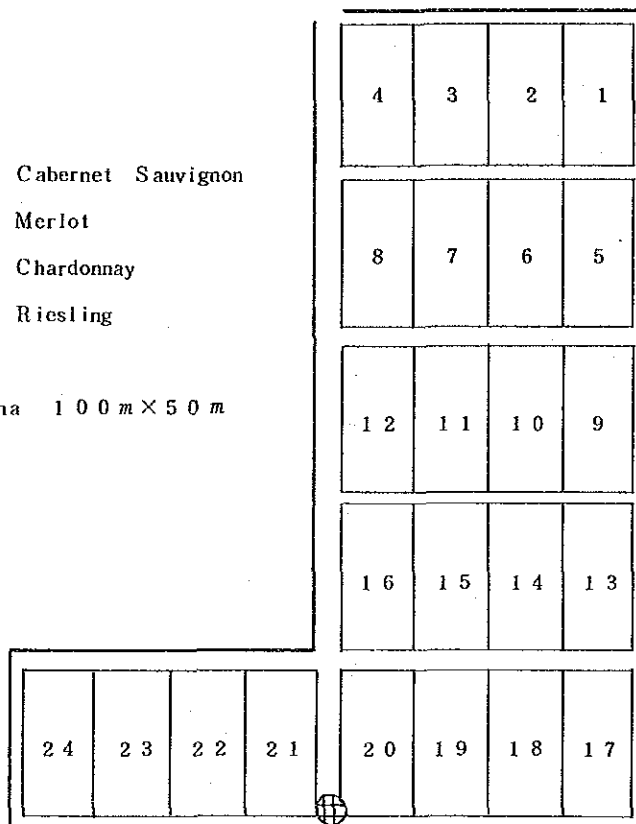 4 3 2 1
Cabernet Sauvignon
Merlot
Chardonnay
Riesling
8 7 6 5
ha 100m×50m
12 11 10 9
16 15 14 13
24 23 22 21 20 19 18 17